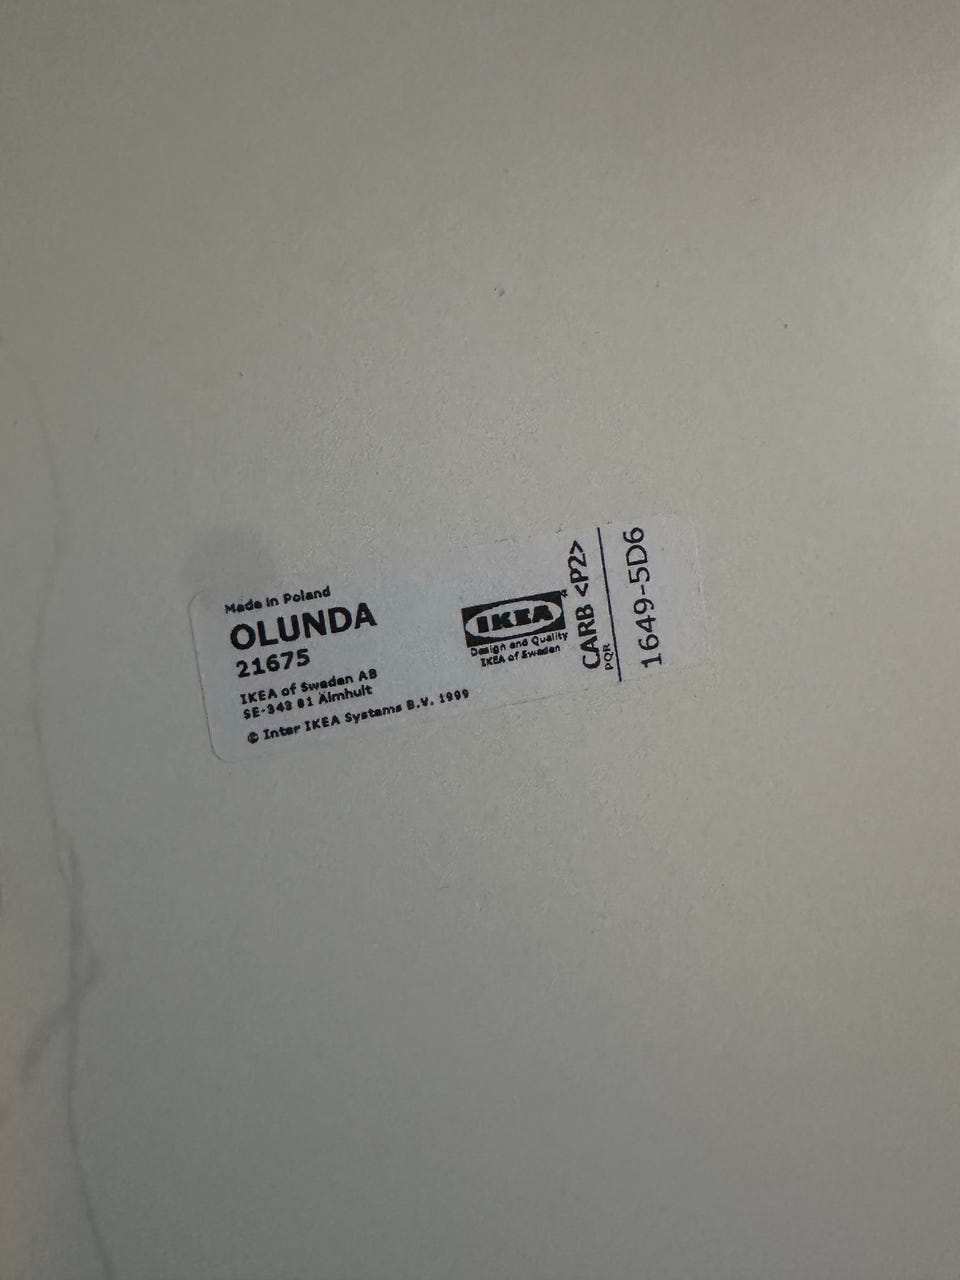 Made in Poland
OLUNDA
21675
IKEA of Sweden AB
SE-343 81 Älmhult
© Inter IKEA Systems B.V. 1999
IKEA
Design and Quality
IKEA of Sweden
CARB <P2>
PQR
1649-5D6